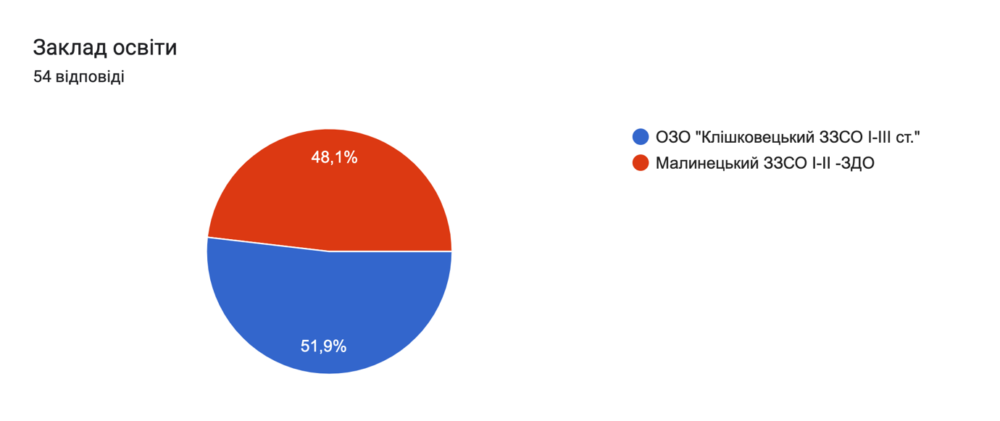 Заклад освіти
54 відповіді
ОЗО "Клішковецький ЗЗСО І-ІІІ ст."
Малинецький ЗЗСО І-ІІ -ЗДО
48,1%
51,9%